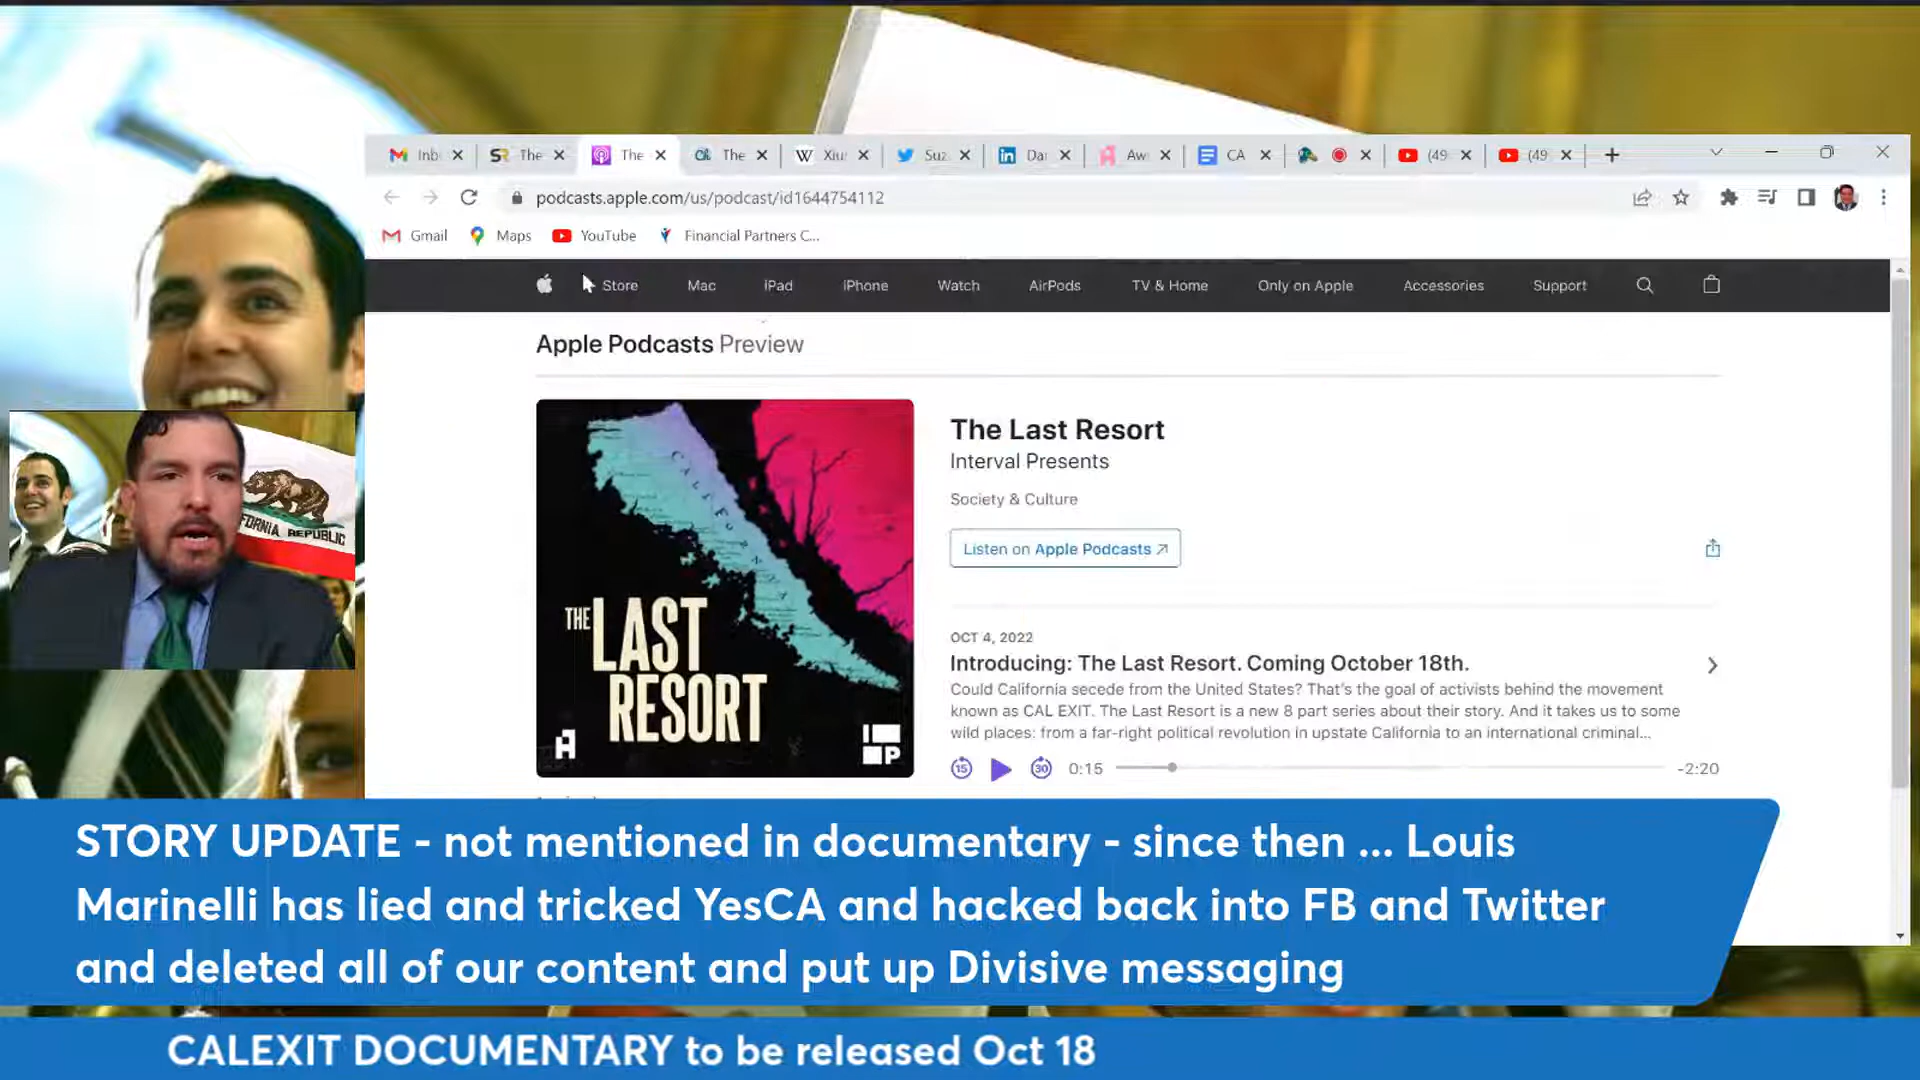 Inb
SR The
The
The
W Xiu
Suz
in Dar
Aw
CA
(49
(49
podcasts.apple.com/us/podcast/id1644754112
Gmail
Maps
YouTube
Financial Partners C...
Store
Mac
iPad
iPhone
Watch
AirPods
TV & Home
Only on Apple
Accessories
Support
Apple Podcasts Preview
CALIFORNIA
THE LAST
RESORT
The Last Resort
Interval Presents
Society & Culture
Listen on Apple Podcasts ↗
OCT 4, 2022
Introducing: The Last Resort. Coming October 18th.
Could California secede from the United States? That's the goal of activists behind the movement
known as CAL EXIT. The Last Resort is a new 8 part series about their story. And it takes us to some
wild places: from a far-right political revolution in upstate California to an international criminal...
15
30
0:15
-2:20
FORNIA REPUBLIC
STORY UPDATE - not mentioned in documentary - since then ... Louis
Marinelli has lied and tricked YesCA and hacked back into FB and Twitter
and deleted all of our content and put up Divisive messaging
CALEXIT DOCUMENTARY to be released Oct 18